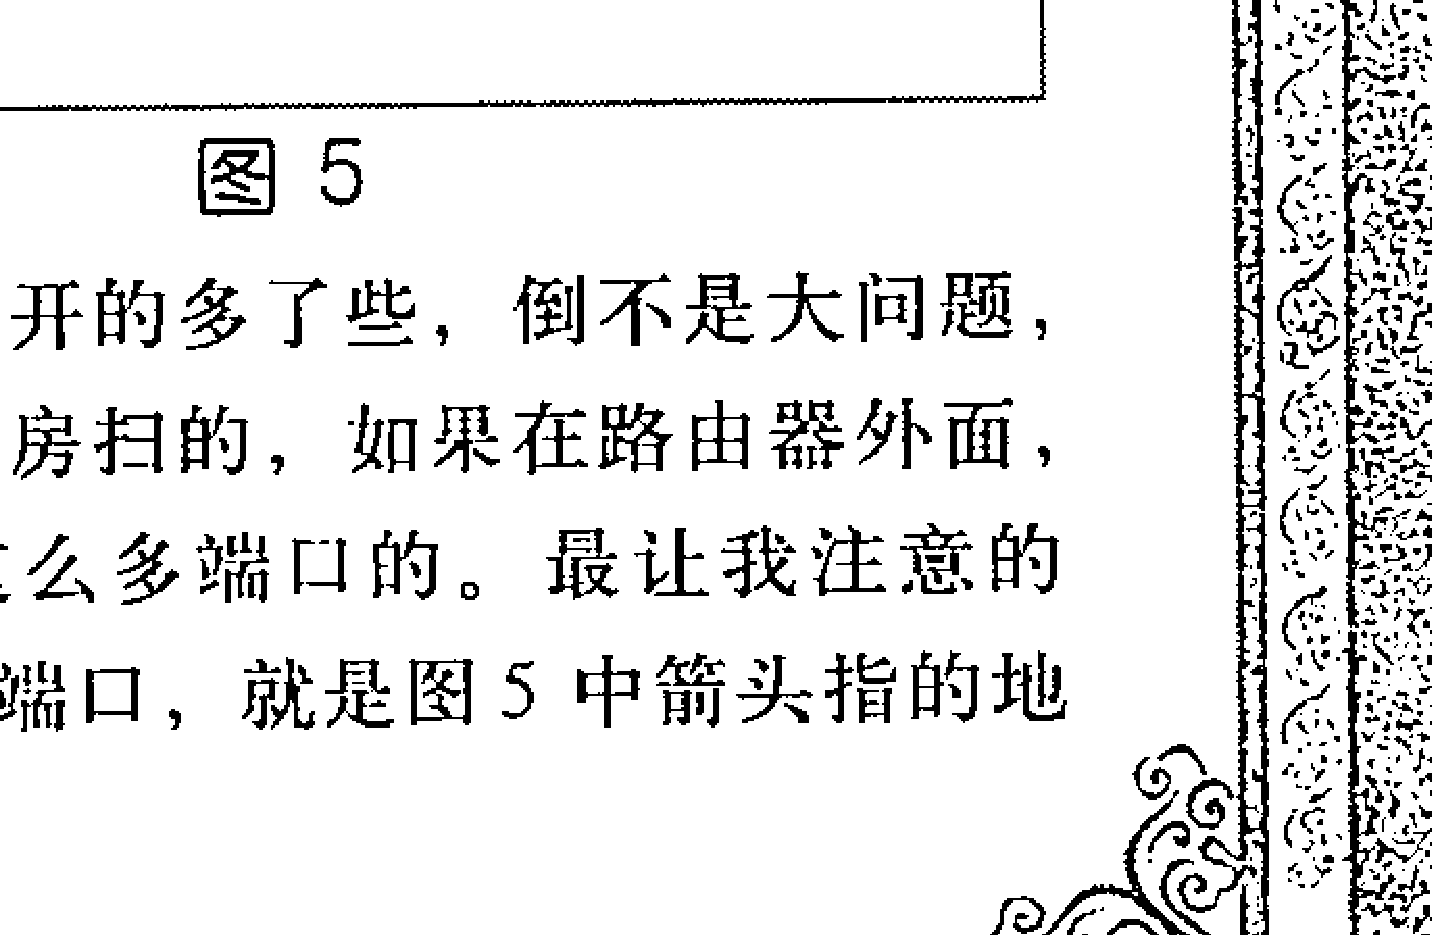 图 5
开的多了些，倒不是大问题，
房扫的，如果在路由器外面，
么多端口的。最让我注意的
端口，就是图 5 中箭头指的地